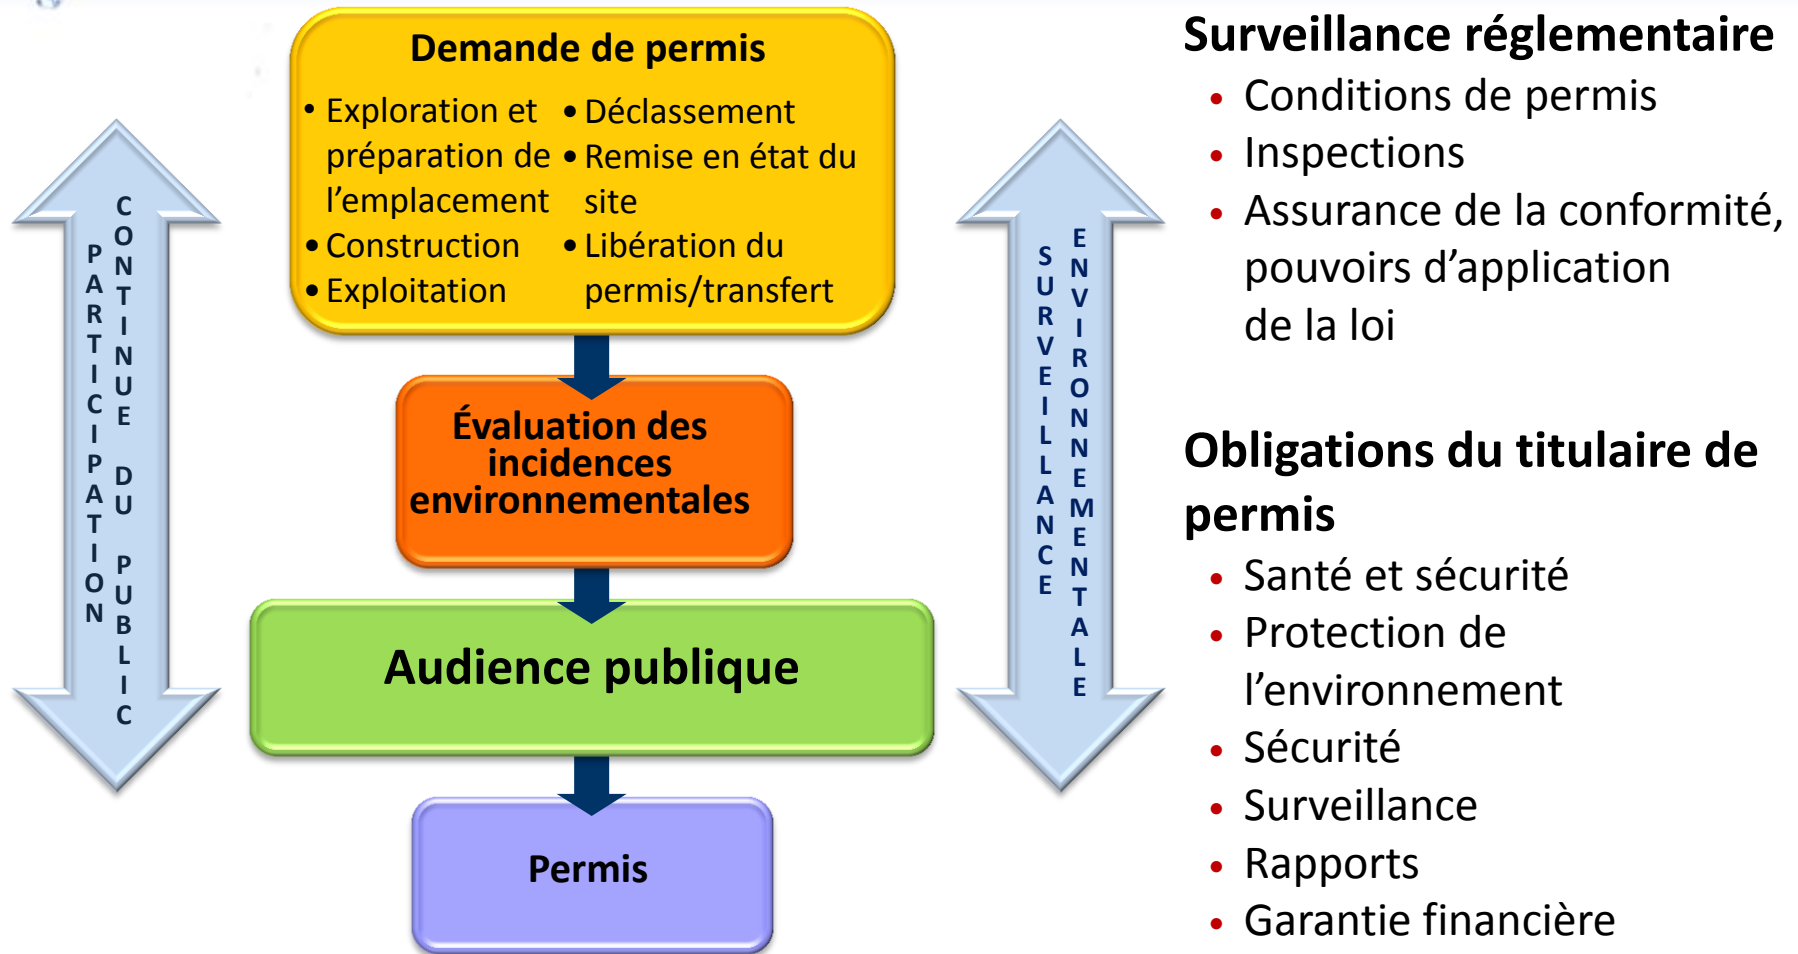 Demande de permis
• Exploration et
préparation de
l’emplacement
• Construction
• Exploitation
• Déclassement
• Remise en état du
site
• Libération du
permis/transfert
PARTICIPATION
CONTINUE DU PUBLIC
Évaluation des
incidences
environnementales
Audience publique
Permis
SURVEILLANCE
ENVIRONNEMENTALE
Surveillance réglementaire
• Conditions de permis
• Inspections
• Assurance de la conformité,
pouvoirs d’application
de la loi
Obligations du titulaire de
permis
• Santé et sécurité
• Protection de
l’environnement
• Sécurité
• Surveillance
• Rapports
• Garantie financière